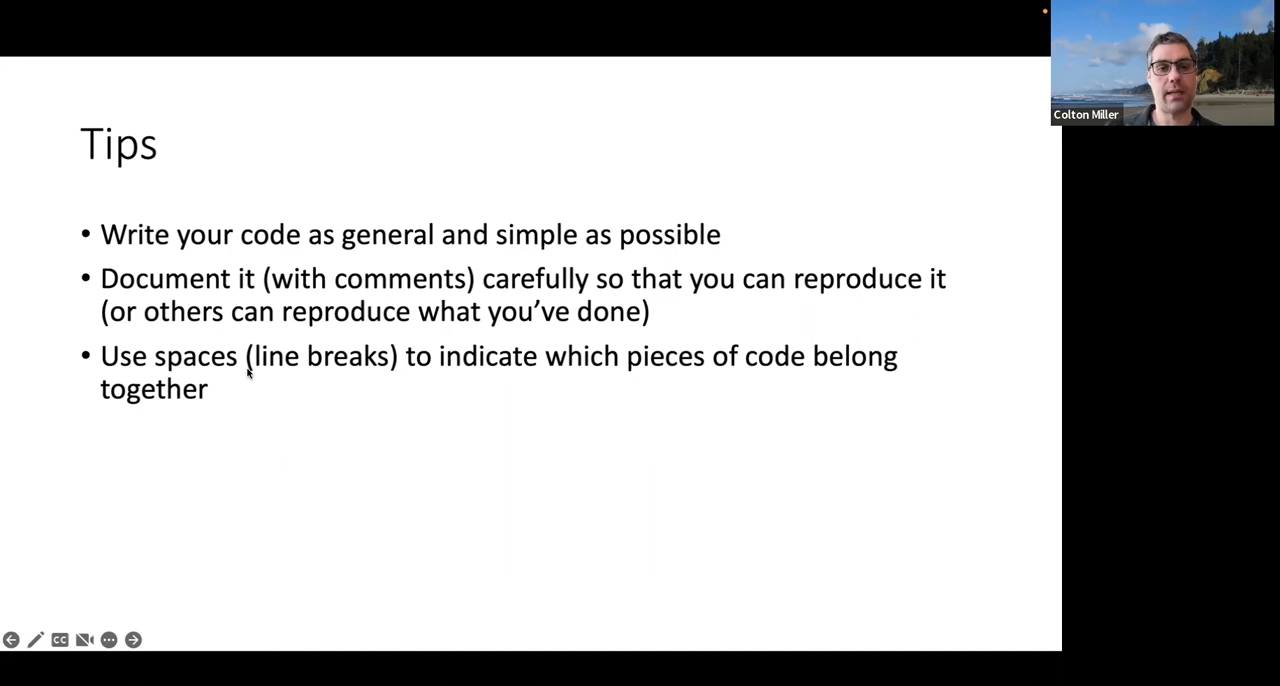 Colton Miller
Tips
• Write your code as general and simple as possible
• Document it (with comments) carefully so that you can reproduce it
(or others can reproduce what you’ve done)
• Use spaces (line breaks) to indicate which pieces of code belong
together
CC